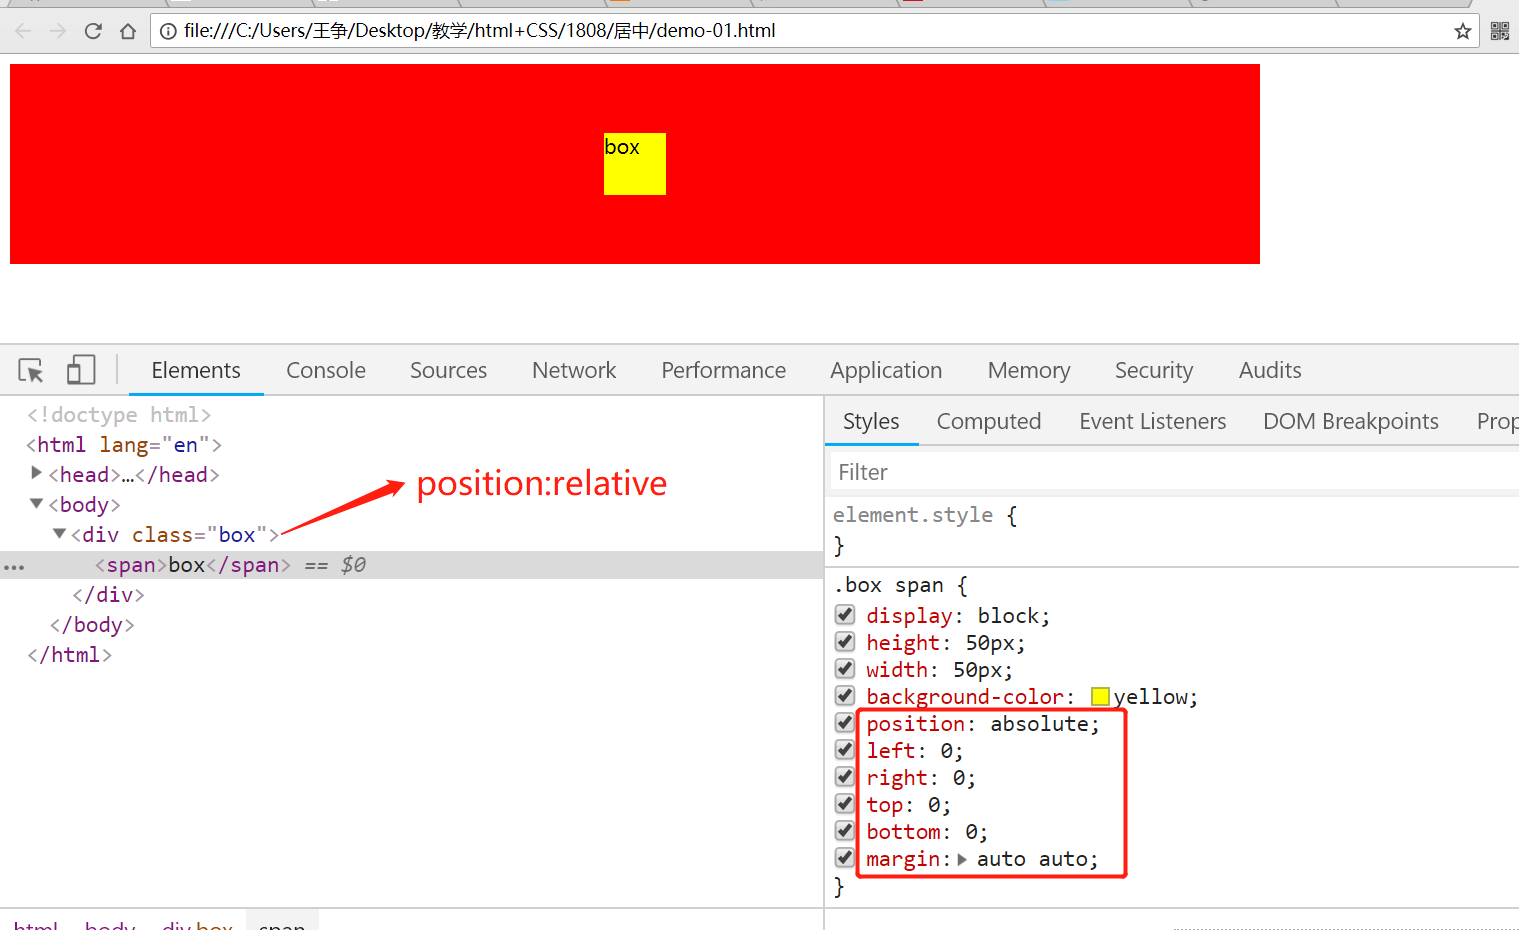 file:///C:/Users/王争/Desktop/教学/html+CSS/1808/居中/demo-01.html
box
Elements Console Sources Network Performance Application Memory Security Audits
<!doctype html>
<html lang="en">
<head>…</head>
<body>
<div class="box">
position:relative
... <span>box</span> == $0
</div>
</body>
</html>
Styles Computed Event Listeners DOM Breakpoints Prop
Filter
element.style {
}
.box span {
display: block;
height: 50px;
width: 50px;
background-color: yellow;
position: absolute;
left: 0;
right: 0;
top: 0;
bottom: 0;
margin: auto auto;
}
html body div.box span